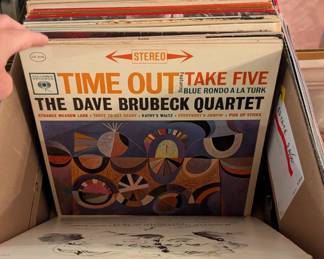 STEREO
TIME OUT featuring TAKE FIVE
BLUE RONDO A LA TURK
THE DAVE BRUBECK QUARTET
STRANGE MEADOW LARK • THREE TO GET READY • KATHY'S WALTZ • EVERYBODY'S JUMPIN' • PICK UP STICKS